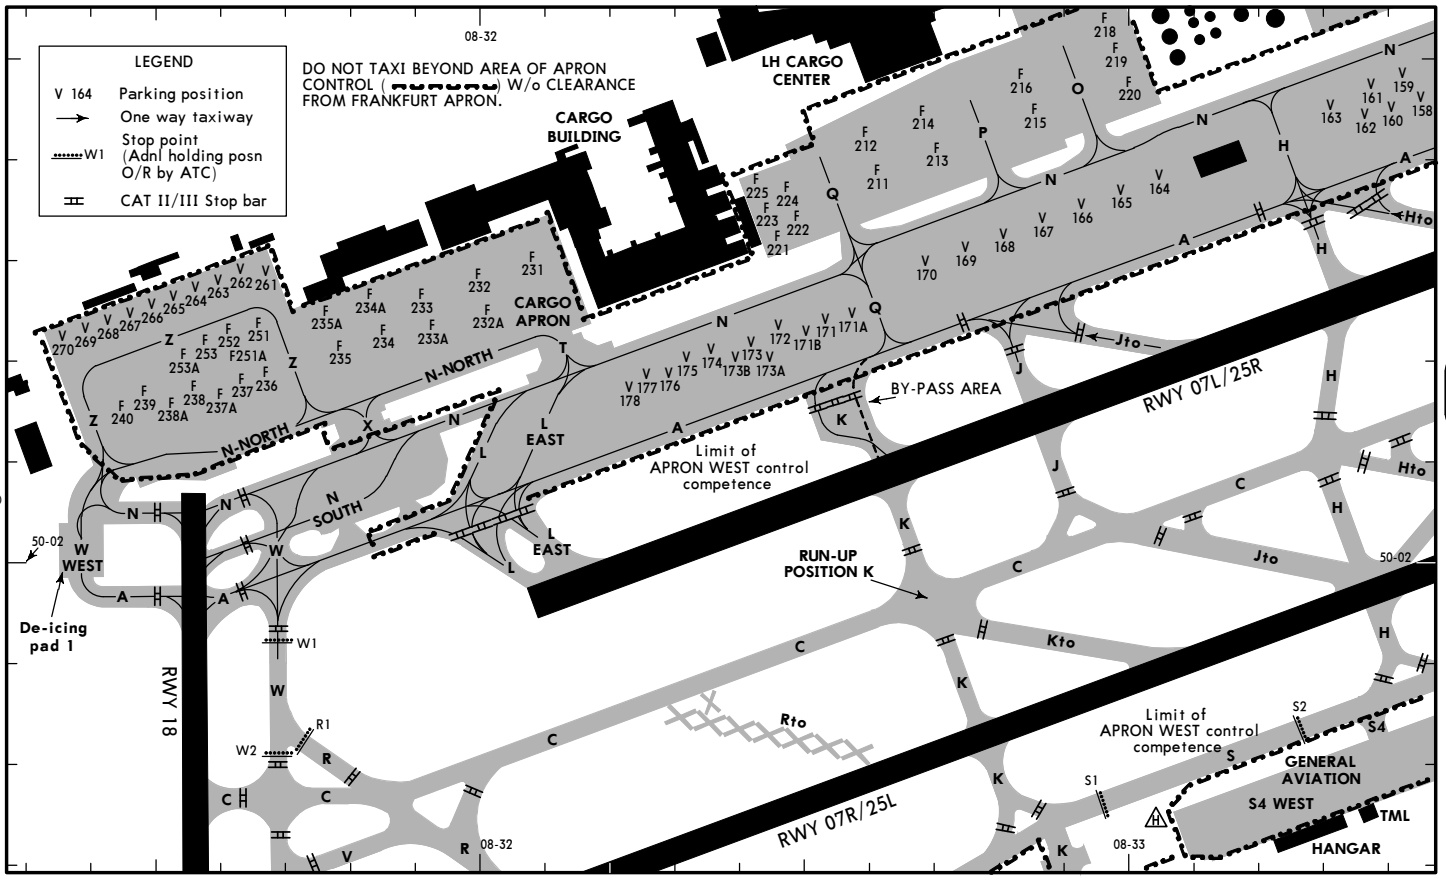 08-32
LEGEND
V 164 Parking position
One way taxiway
W1 Stop point
(Adnl holding posn
O/R by ATC)
CAT II/III Stop bar
DO NOT TAXI BEYOND AREA OF APRON
CONTROL ( ) W/o CLEARANCE
FROM FRANKFURT APRON.
CARGO
BUILDING
LH CARGO
CENTER
F
218
F
219
F
220
F
216
F
215
F
214
F
213
F
212
F
211
O
P
Q
N
N
N
H
A
V
159
V
161
V
158
V
160
V
162
V
163
V
164
V
165
V
166
V
167
V
168
V
169
V
170
F
225
F
224
F
223
F
222
F
221
Hto
H
A
F
231
F
232
F
232A
F
233
F
233A
F
234A
F
234
F
235A
F
235
CARGO
APRON
V
261
V
262
V
263
V
264
V
265
V
266
V
267
V
268
V
269
V
270
Z
Z
Z
F
251
F
252
F
253
F
253A
F
251A
F
236
F
237
F
237A
F
238
F
238A
F
239
F
240
N-NORTH
N-NORTH
T
X
N
N
Q
V
171A
V
171
V
171B
V
172
V
173
V
173A
V
173B
V
174
V
175
V
176
V
177
V
178
A
L
L
EAST
L
EAST
L
N
SOUTH
N
N
W
W
WEST
50-02
A
A
De-icing
pad 1
RWY 18
W1
W
W2
R1
R
C
C
V
R
08-32
C
C
C
C
Rto
BY-PASS AREA
K
Limit of
APRON WEST control
competence
J
Jto
RWY 07L/25R
H
J
K
RUN-UP
POSITION K
Hto
H
Jto
50-02
Kto
H
K
K
K
RWY 07R/25L
Limit of
APRON WEST control
competence
S2
S
S4
S1
GENERAL
AVIATION
S4 WEST
H
TML
HANGAR
08-33